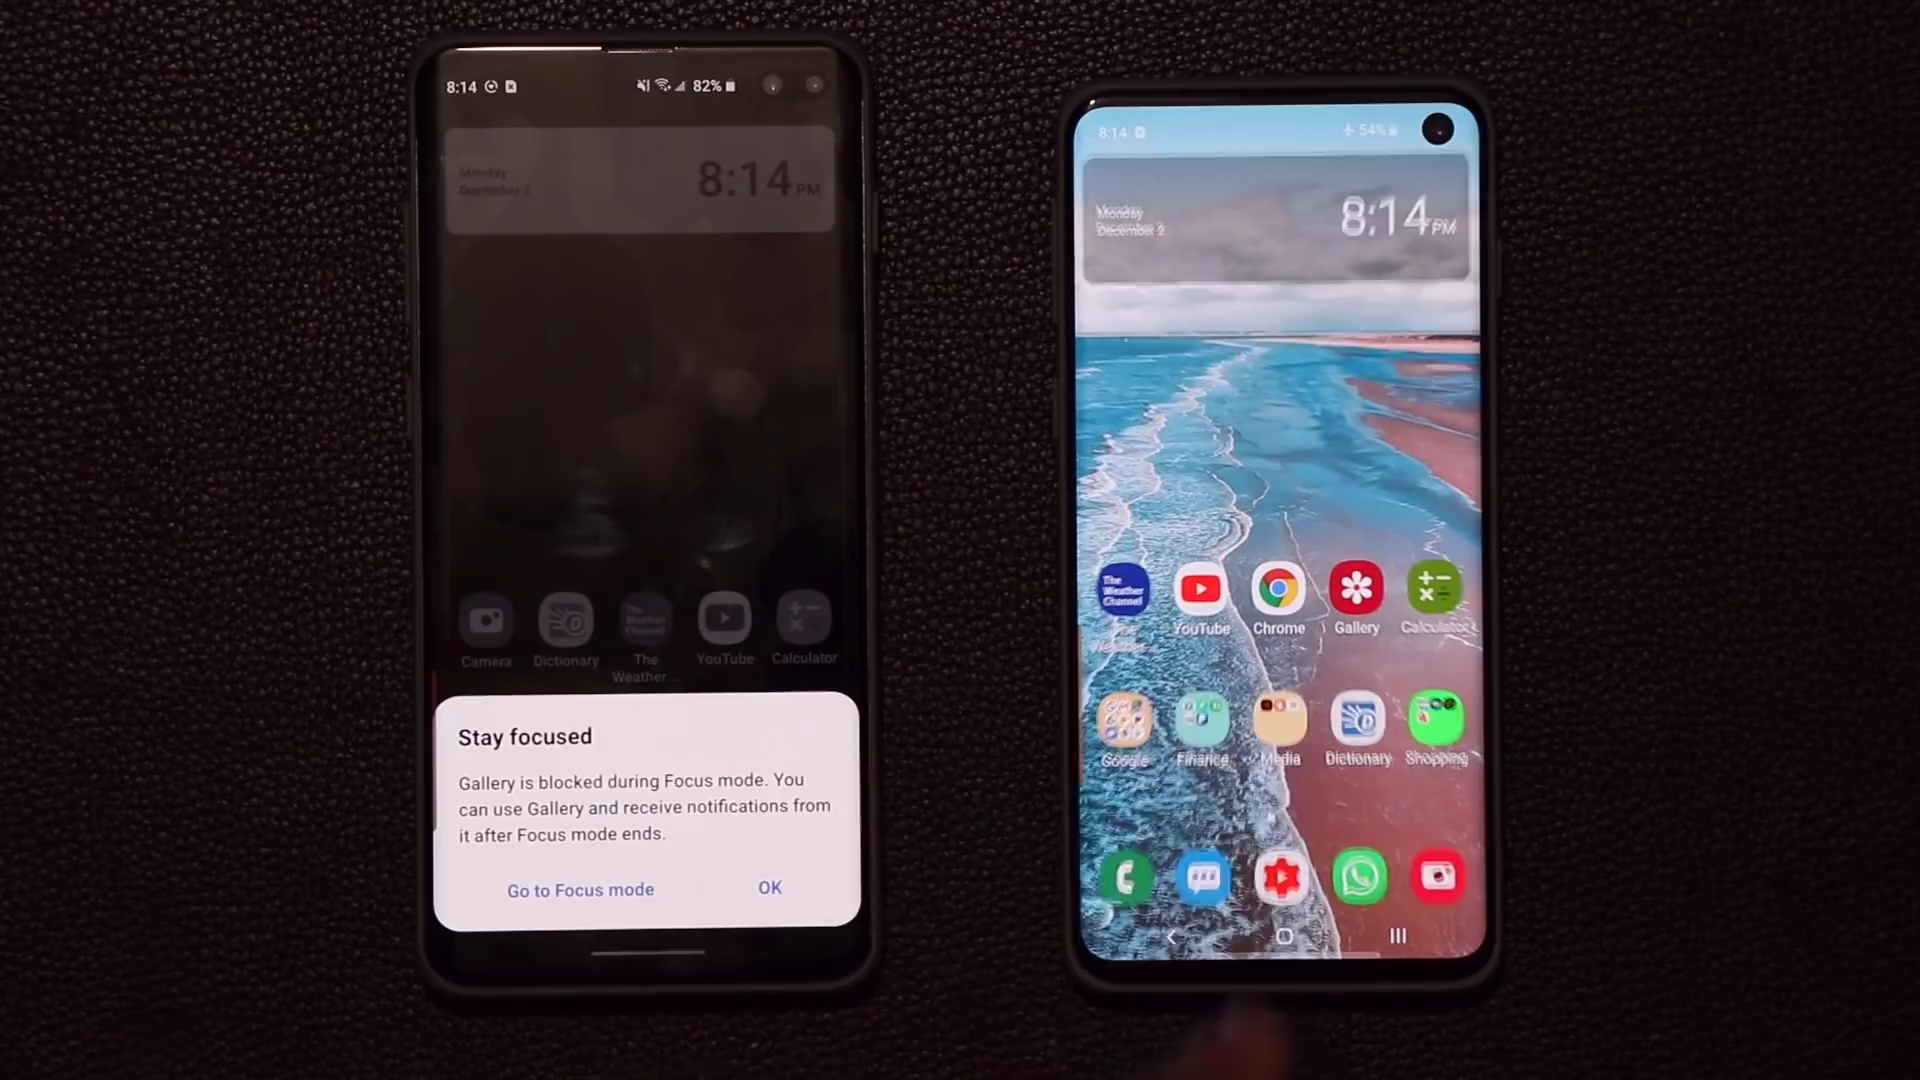 8:14
82%
Monday
December 2
8:14 PM
Camera
Dictionary
The
Weather
The
Weather ...
Channel
YouTube
Calculator
Stay focused
Gallery is blocked during Focus mode. You
can use Gallery and receive notifications from
it after Focus mode ends.
Go to Focus mode
OK
8:14
54%
Monday
December 2
8:14 PM
The
Weather
Channel
YouTube
Chrome
Gallery
Calculator
Google
Finance
Media
Dictionary
Shopping